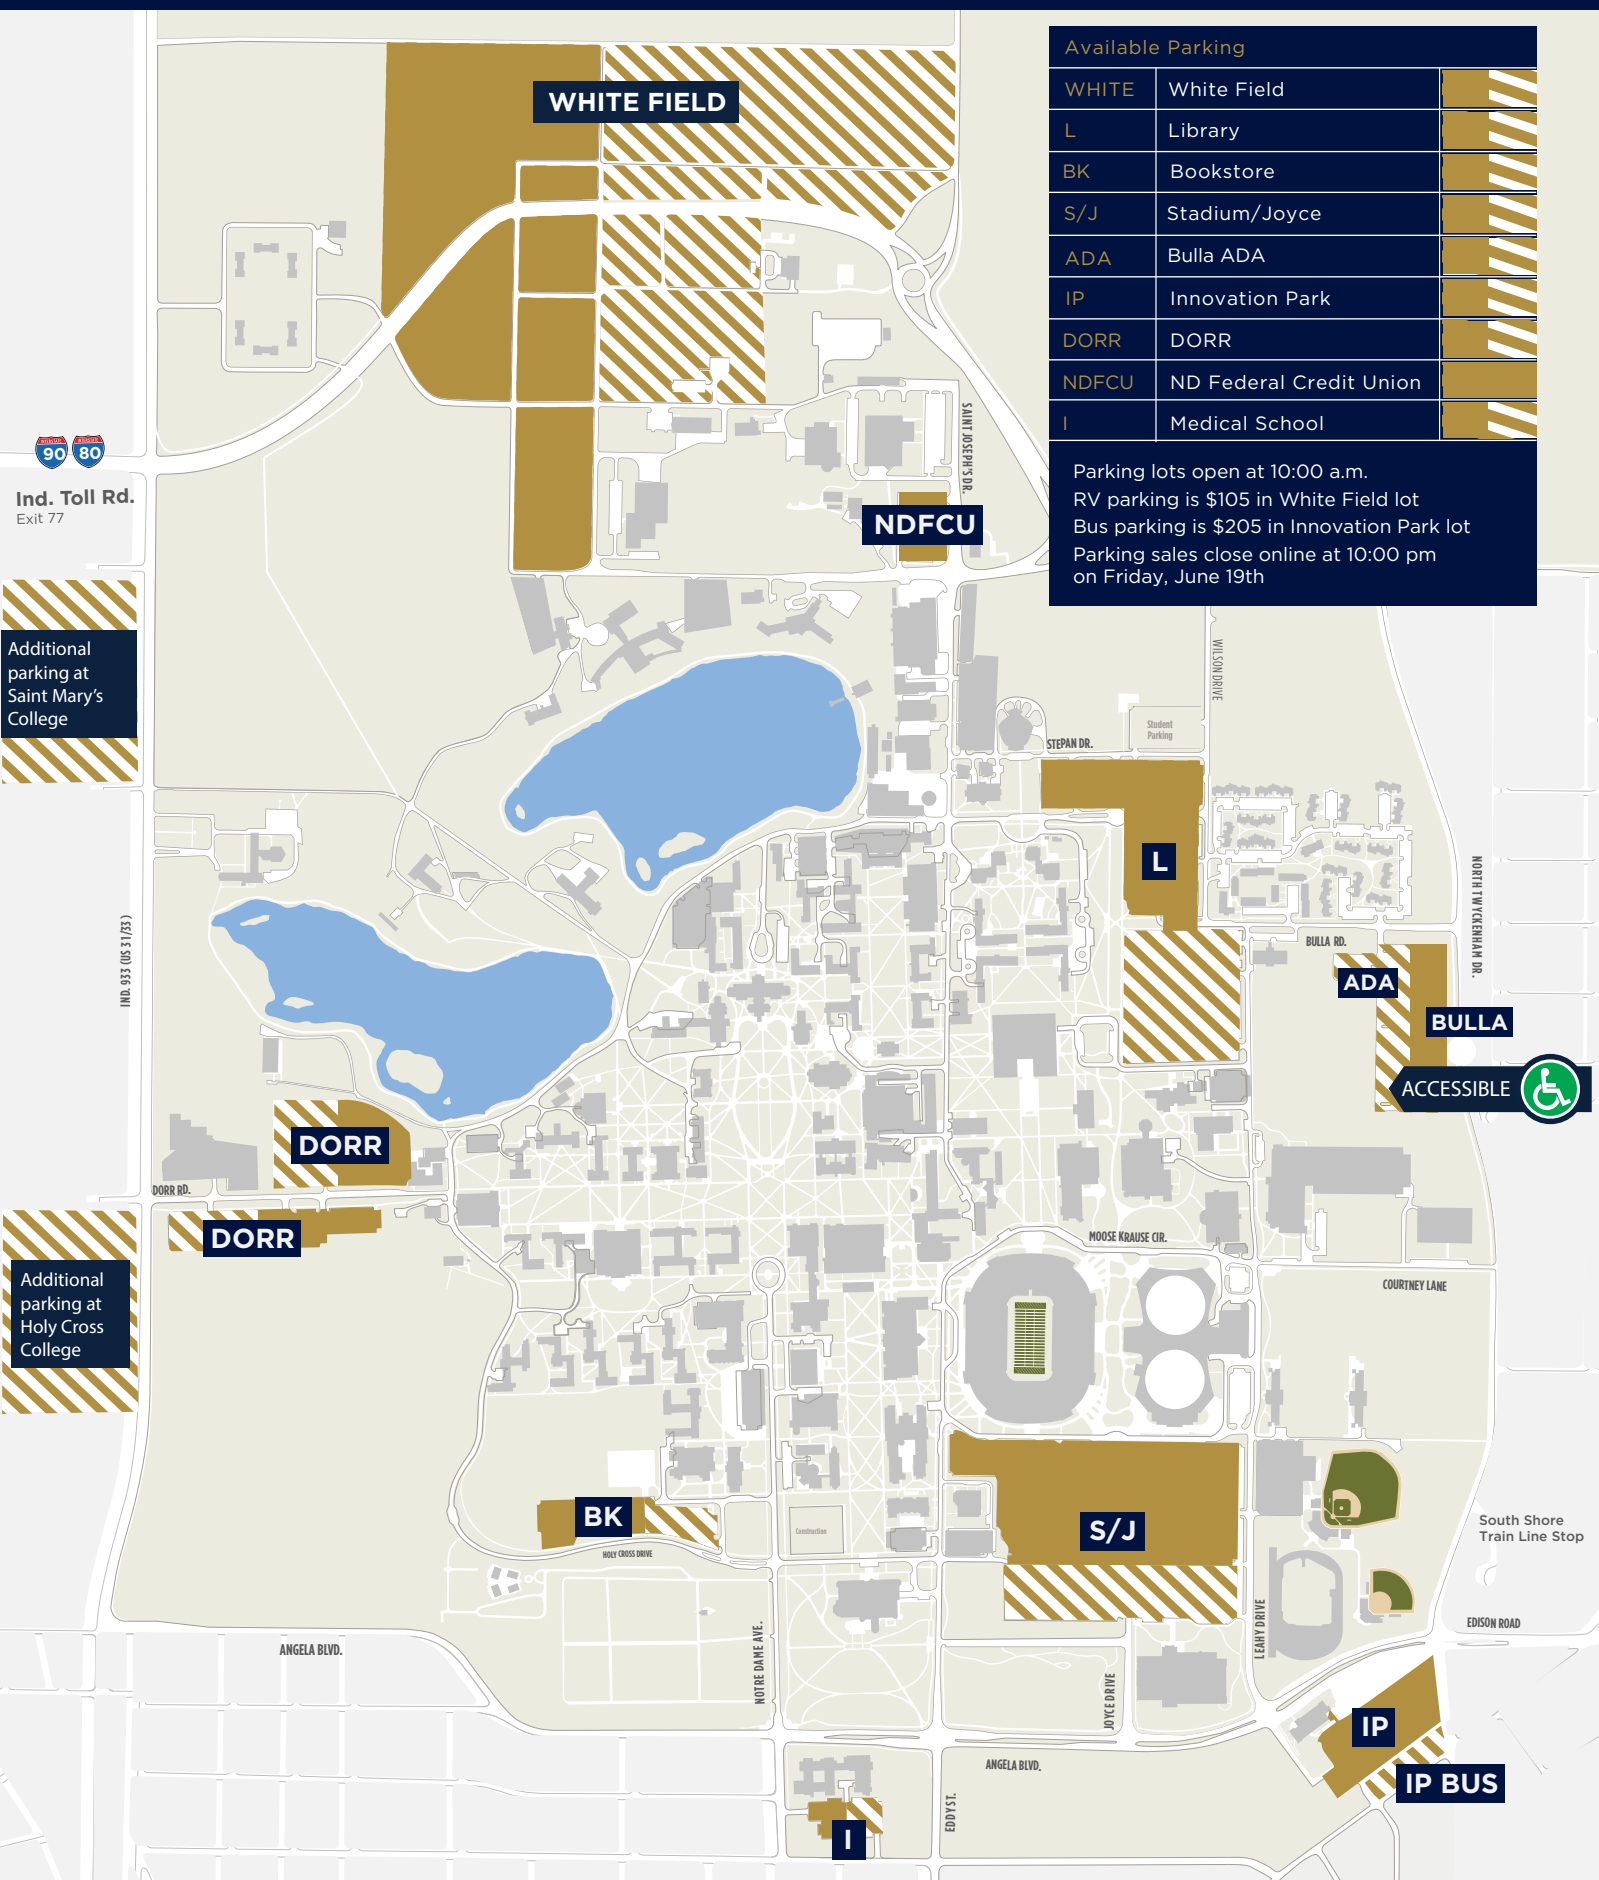 Available Parking
WHITE White Field
L Library
BK Bookstore
S/J Stadium/Joyce
ADA Bulla ADA
IP Innovation Park
DORR DORR
NDFCU ND Federal Credit Union
I Medical School
Parking lots open at 10:00 a.m.
RV parking is $105 in White Field lot
Bus parking is $205 in Innovation Park lot
Parking sales close online at 10:00 pm
on Friday, June 19th
WHITE FIELD
90 80
Ind. Toll Rd.
Exit 77
SAINT JOSEPH'S DR.
NDFCU
Additional
parking at
Saint Mary's
College
WILSON DRIVE
Student
Parking
STEPAN DR.
L
NORTH TWYCKENHAM DR.
IND. 933 (US 31/33)
BULLA RD.
ADA
BULLA
ACCESSIBLE
DORR
DORR RD.
DORR
MOOSE KRAUSE CIR.
Additional
parking at
Holy Cross
College
COURTNEY LANE
BK
S/J
South Shore
Train Line Stop
Construction
HOLY CROSS DRIVE
LEAHY DRIVE
EDISON ROAD
ANGELA BLVD.
NOTRE DAME AVE.
JOYCE DRIVE
IP
ANGELA BLVD.
IP BUS
EDDY ST.
I